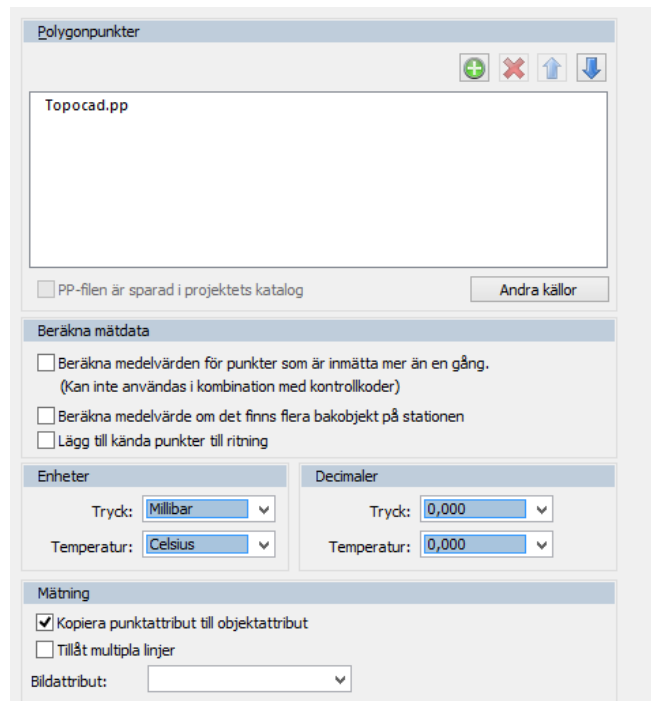 Polygonpunkter
Topocad.pp
PP-filen är sparad i projektets katalog
Andra källor
Beräkna mätdata
Beräkna medelvärden för punkter som är inmätta mer än en gång.
(Kan inte användas i kombination med kontrollkoder)
Beräkna medelvärde om det finns flera bakobjekt på stationen
Lägg till kända punkter till ritning
Enheter
Tryck: Millibar
Temperatur: Celsius
Decimaler
Tryck: 0,000
Temperatur: 0,000
Mätning
Kopiera punktattribut till objektattribut
Tillåt multipla linjer
Bildattribut: